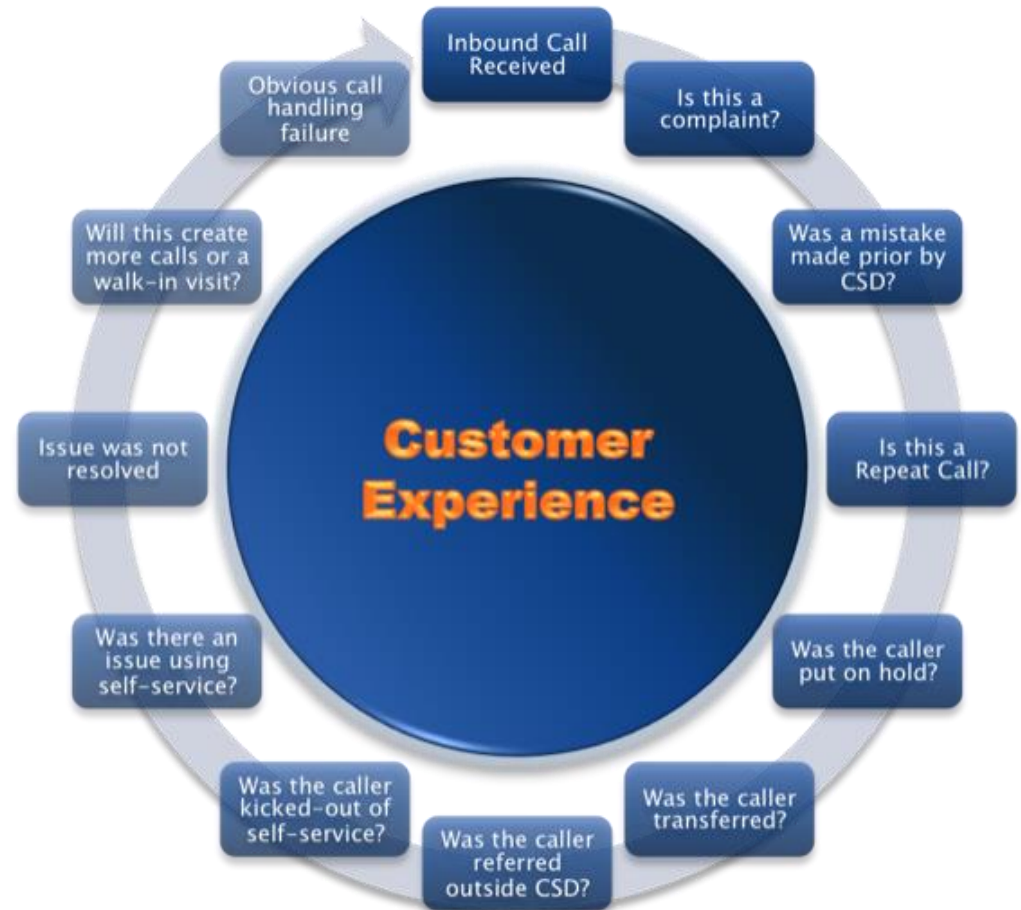 Inbound Call
Received
Is this a
complaint?
Was a mistake
made prior by
CSD?
Is this a
Repeat Call?
Was the caller
put on hold?
Was the caller
transferred?
Was the caller
referred
outside CSD?
Was the caller
kicked-out of
self-service?
Was there an
issue using
self-service?
Issue was not
resolved
Will this create
more calls or a
walk-in visit?
Obvious call
handling
failure
Customer
Experience